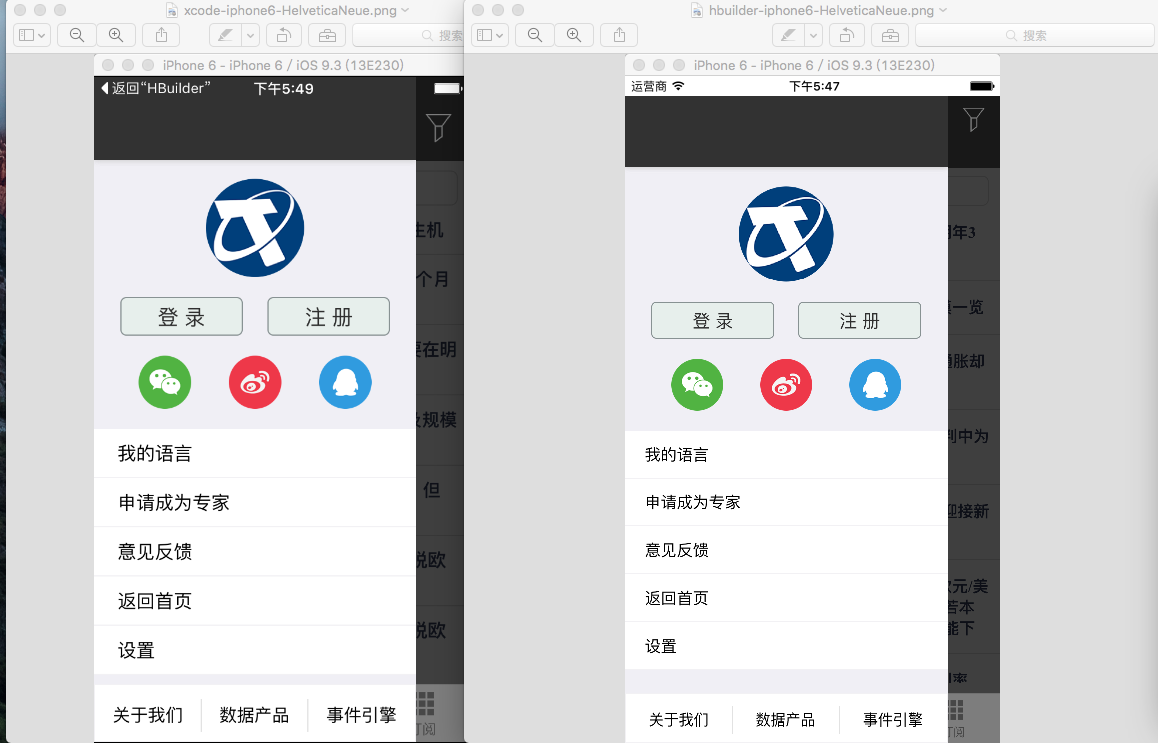 xcode-iphone6-HelveticaNeue.png
搜索
iPhone 6 - iPhone 6 / iOS 9.3 (13E230)
返回“HBuilder” 下午5:49
主机
个月
登 录 注 册
要在明
及规模
我的语言
但
申请成为专家
意见反馈
说欧
返回首页
说欧
设置
关于我们 数据产品 事件引擎
订阅
hbuilder-iphone6-HelveticaNeue.png
搜索
iPhone 6 - iPhone 6 / iOS 9.3 (13E230)
运营商 下午5:47
年3
一览
登 录 注 册
胀却
我的语言
中为
申请成为专家
迎接新
意见反馈
欧元/美
返回首页
若本
能下
设置
利率
关于我们 数据产品 事件引擎
订阅